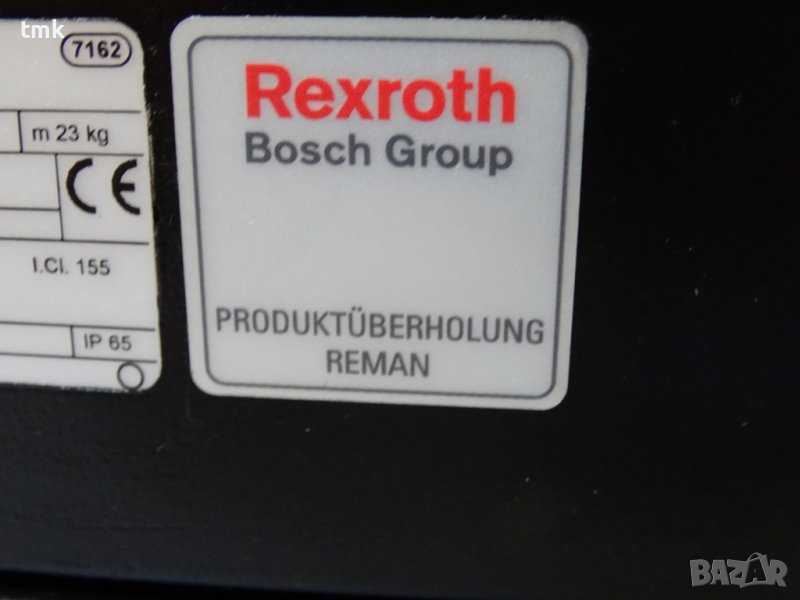 tmk
7162
m 23 kg
CE
I.Cl. 155
IP 65
Rexroth
Bosch Group
PRODUKTÜBERHOLUNG
REMAN
BAZAR